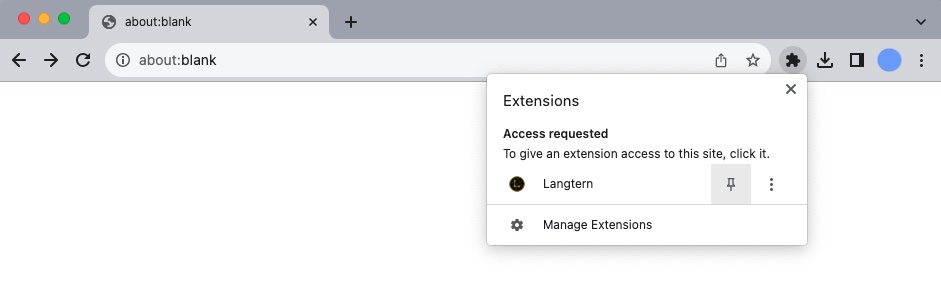 about:blank
about:blank
Extensions
Access requested
To give an extension access to this site, click it.
Langtern
Manage Extensions